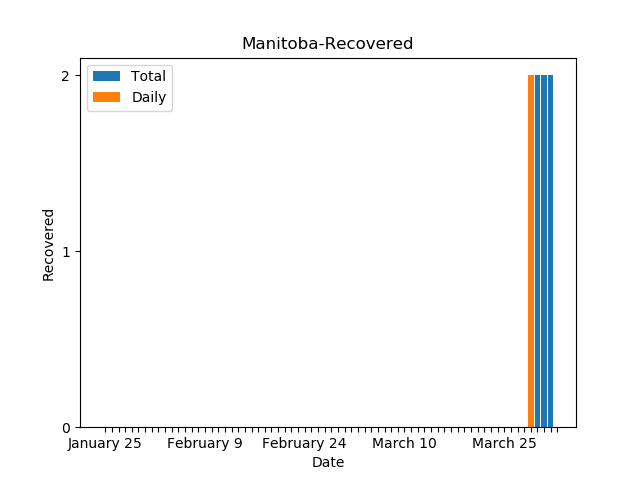 Manitoba-Recovered
Total
Daily
2
1
0
Recovered
January 25 February 9 February 24 March 10 March 25
Date